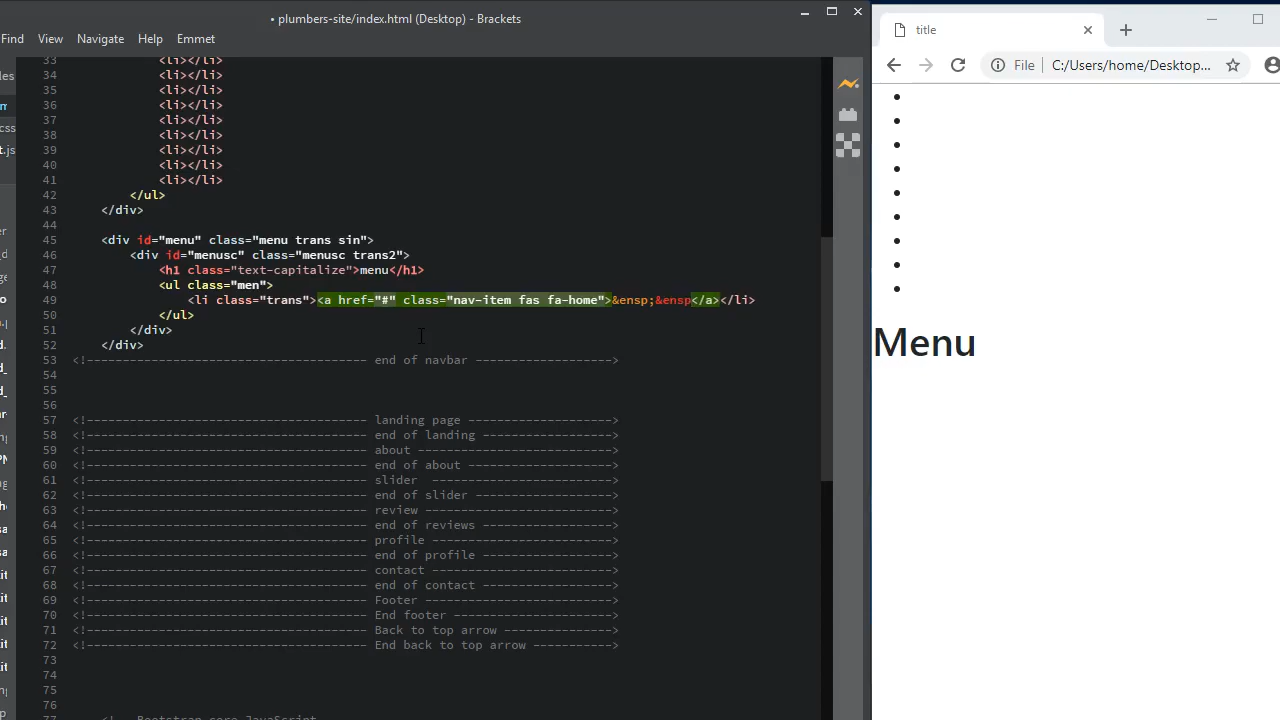 • plumbers-site/index.html (Desktop) - Brackets
Find View Navigate Help Emmet
33 <li></li>
34 <li></li>
35 <li></li>
36 <li></li>
37 <li></li>
38 <li></li>
39 <li></li>
40 <li></li>
41 <li></li>
42 </ul>
43 </div>
44
45 <div id="menu" class="menu trans sin">
46 <div id="menusc" class="menusc trans2">
47 <h1 class="text-capitalize">menu</h1>
48 <ul class="men">
49 <li class="trans"><a href="#" class="nav-item fas fa-home">&ensp;&ensp</a></li>
50 </ul>
51 </div>
52 </div>
53 <!--------------------------------------- end of navbar ------------------->
54
55
56
57 <!--------------------------------------- landing page ------------------->
58 <!--------------------------------------- end of landing ------------------>
59 <!--------------------------------------- about --------------------------->
60 <!--------------------------------------- end of about -------------------->
61 <!--------------------------------------- slider ------------------------->
62 <!--------------------------------------- end of slider ------------------->
63 <!--------------------------------------- review -------------------------->
64 <!--------------------------------------- end of reviews ------------------>
65 <!--------------------------------------- profile ------------------------->
66 <!--------------------------------------- end of profile ------------------>
67 <!--------------------------------------- contact ------------------------->
68 <!--------------------------------------- end of contact ------------------>
69 <!--------------------------------------- Footer -------------------------->
70 <!--------------------------------------- End footer ---------------------->
71 <!--------------------------------------- Back to top arrow --------------->
72 <!--------------------------------------- End back to top arrow ----------->
73
74
75
76
77 <!-- Bootstrap core JavaScript
title
File C:/Users/home/Desktop...
Menu